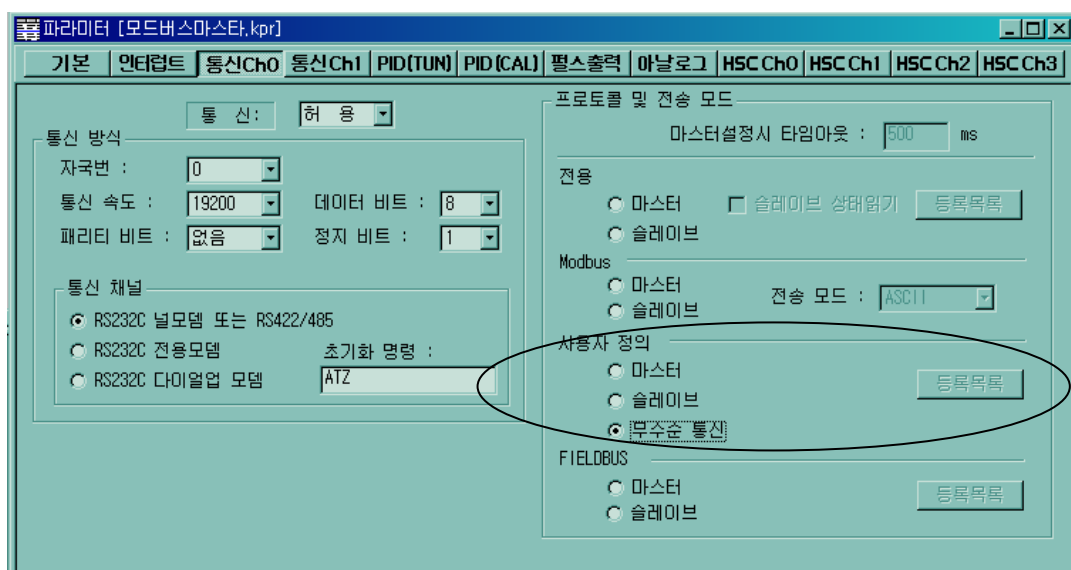 파라미터 [모드버스마스타.kpr]
기본 인터럽트 통신Ch0 통신Ch1 PID(TUN) PID(CAL) 펄스출력 아날로그 HSC Ch0 HSC Ch1 HSC Ch2 HSC Ch3
통 신: 허 용
통신 방식
자국번 : 0
통신 속도 : 19200 데이터 비트 : 8
패리티 비트 : 없음 정지 비트 : 1
통신 채널
RS232C 널모뎀 또는 RS422/485
RS232C 전용모뎀 초기화 명령 :
RS232C 다이얼업 모뎀 ATZ
프로토콜 및 전송 모드
마스터설정시 타임아웃 : 500 ms
전용
마스터 슬레이브 상태읽기 등록목록
슬레이브
Modbus
마스터 전송 모드 : ASCII
슬레이브
사용자 정의
마스터 등록목록
슬레이브
무수순 통신
FIELDBUS
마스터 등록목록
슬레이브